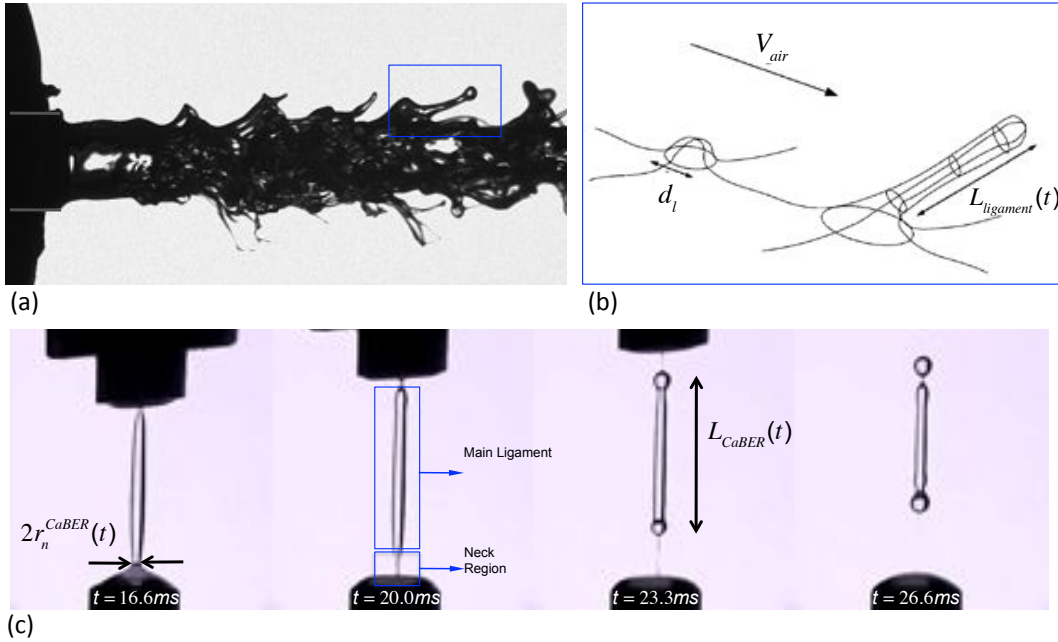 (a)
V_air
d_l
L_ligament(t)
(b)
2r_n^CaBER(t)
t = 16.6ms
t = 20.0ms
Main Ligament
Neck
Region
t = 23.3ms
L_CaBER(t)
t = 26.6ms
(c)